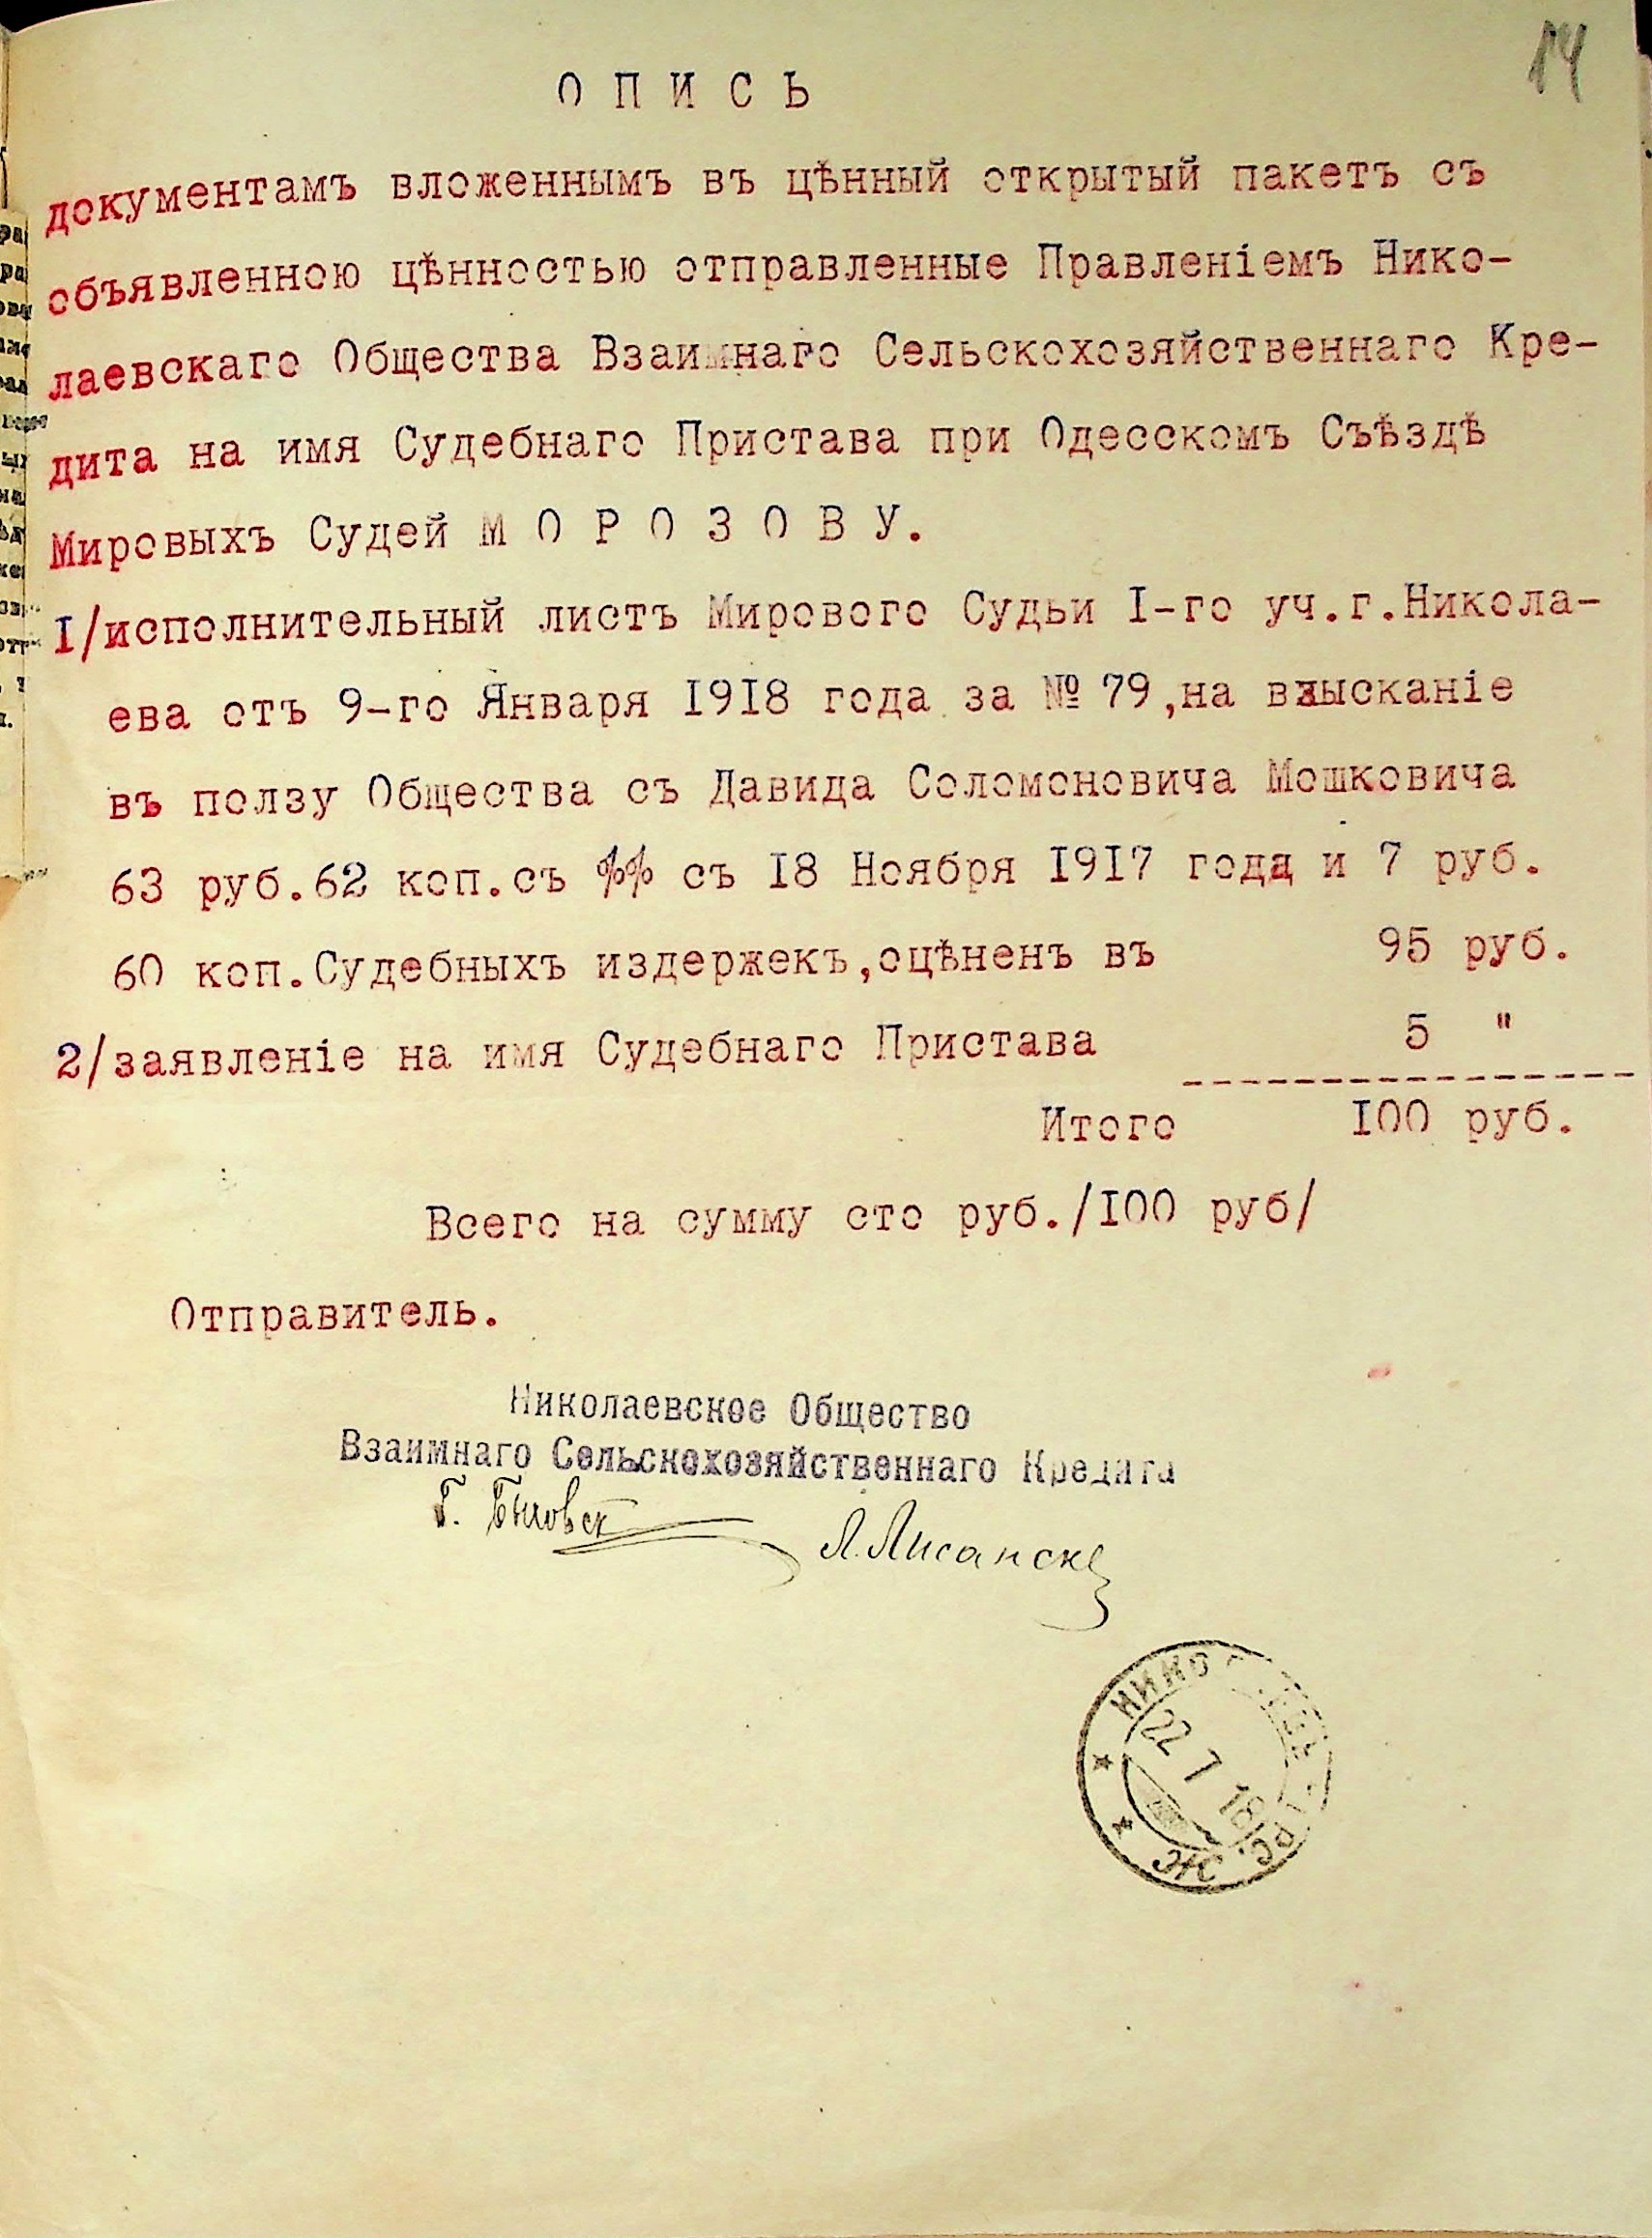 14
ОПИСЬ
документамъ вложеннымъ въ цѣнный открытый пакетъ съ
объявленною цѣнностью отправленные Правленіемъ Нико-
лаевскаго Общества Взаимнаго Сельскохозяйственнаго Кре-
дита на имя Судебнаго Пристава при Одесскомъ Съѣздѣ
Мировыхъ Судей МОРОЗОВУ.
1/исполнительный листъ Мирового Судьи I-го уч.г.Никола-
ева отъ 9-го Января 1918 года за № 79,на взысканіе
въ ползу Общества съ Давида Соломоновича Мошковича
63 руб.62 коп.съ %% съ 18 Ноября 1917 года и 7 руб.
60 коп.Судебныхъ издержекъ,оцѣненъ въ 95 руб.
2/заявленіе на имя Судебнаго Пристава 5 "
Итого 100 руб.
Всего на сумму сто руб./100 руб/
Отправитель.
Николаевское Общество
Взаимнаго Сельскохозяйственнаго Кредита
Л. Лисанск
22 7 18